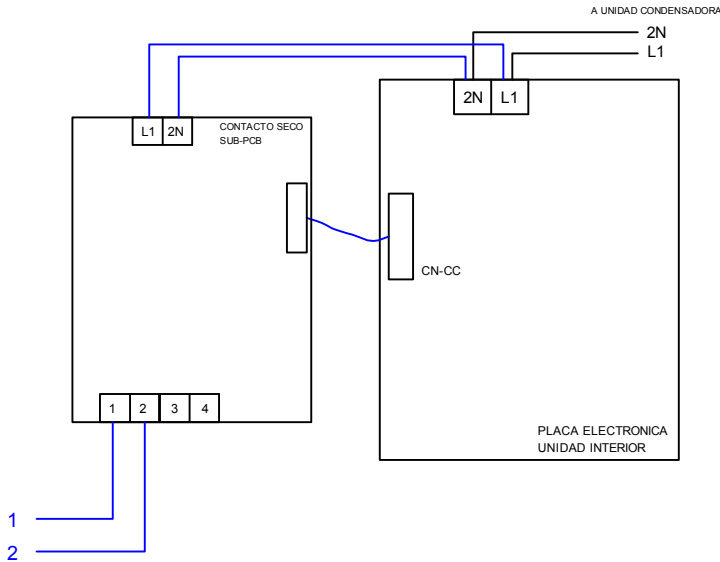 A UNIDAD CONDENSADORA
2N
L1
2N L1
L1 2N
CONTACTO SECO
SUB-PCB
CN-CC
1 2 3 4
PLACA ELECTRONICA
UNIDAD INTERIOR
1
2